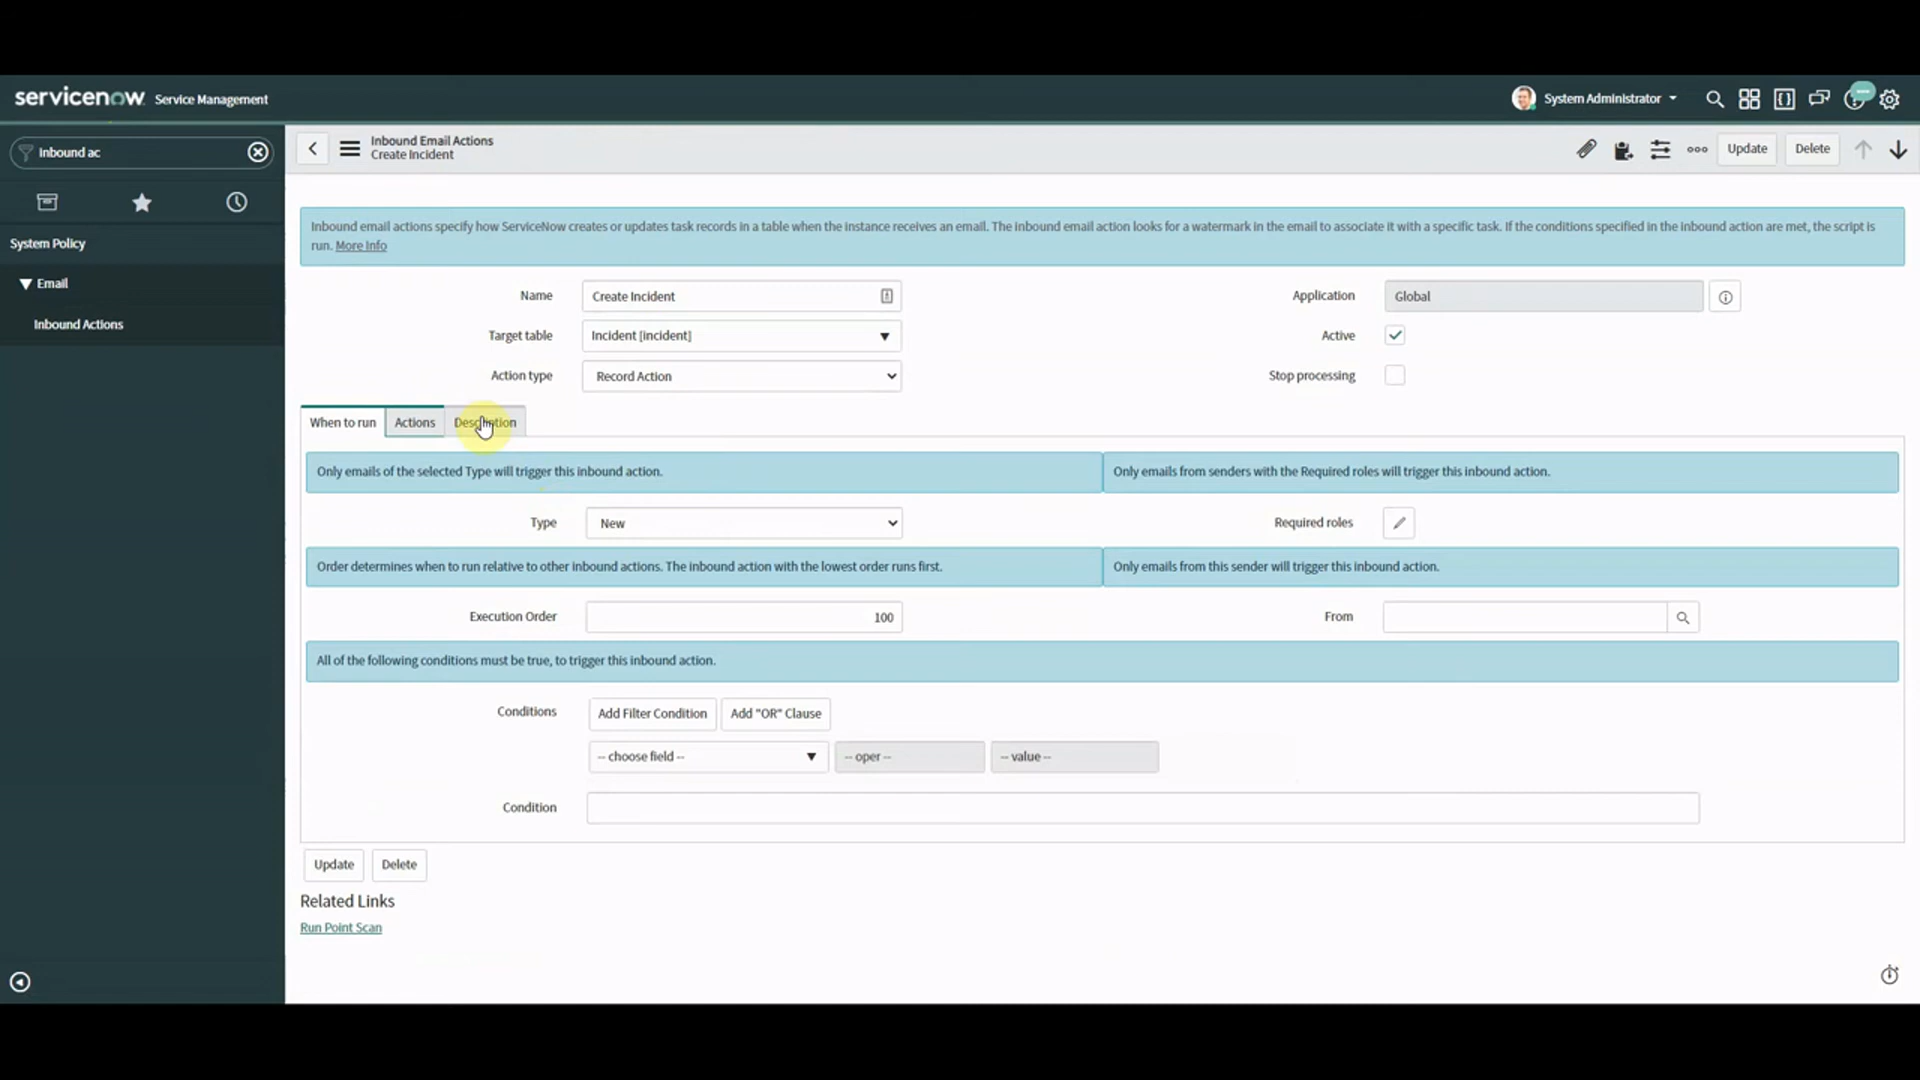 servicenow Service Management
System Administrator
Inbound ac
Inbound Email Actions
Create Incident
Update
Delete
System Policy
Email
Inbound Actions
Inbound email actions specify how ServiceNow creates or updates task records in a table when the instance receives an email. The inbound email action looks for a watermark in the email to associate it with a specific task. If the conditions specified in the inbound action are met, the script is
run. More Info
Name
Create Incident
Application
Global
Target table
Incident [incident]
Active
Action type
Record Action
Stop processing
When to run
Actions
Description
Only emails of the selected Type will trigger this inbound action.
Only emails from senders with the Required roles will trigger this inbound action.
Type
New
Required roles
Order determines when to run relative to other inbound actions. The inbound action with the lowest order runs first.
Only emails from this sender will trigger this inbound action.
Execution Order
100
From
All of the following conditions must be true, to trigger this inbound action.
Conditions
Add Filter Condition
Add "OR" Clause
-- choose field --
-- oper --
-- value --
Condition
Update
Delete
Related Links
Run Point Scan